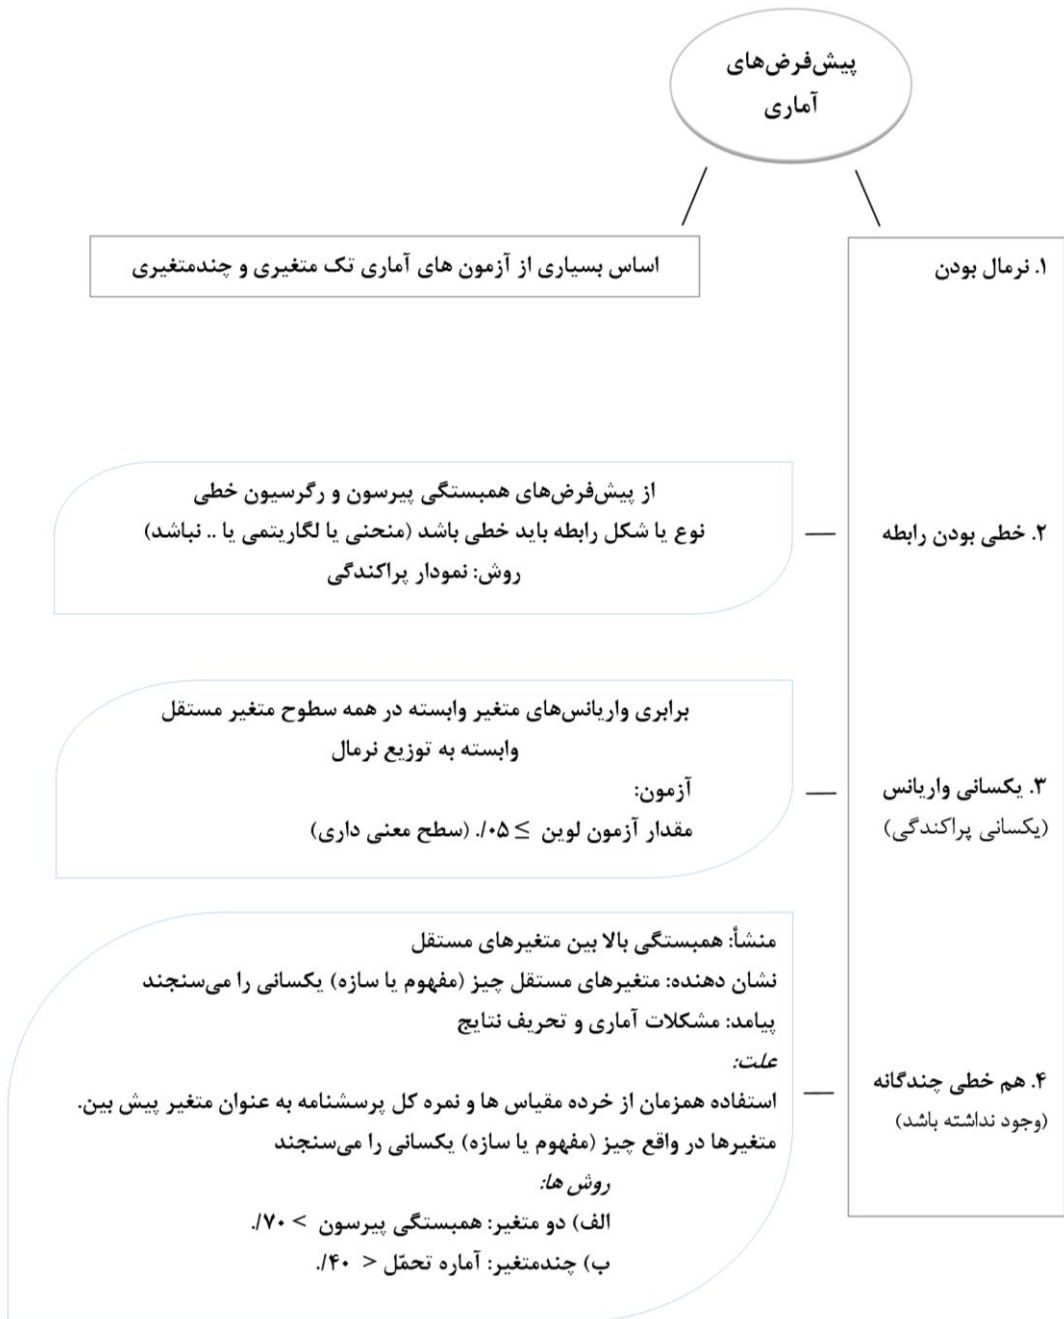 پیش‌فرض‌های
آماری
اساس بسیاری از آزمون های آماری تک متغیری و چندمتغیری
۱. نرمال بودن
۲. خطی بودن رابطه
از پیش‌فرض‌های همبستگی پیرسون و رگرسیون خطی
نوع یا شکل رابطه باید خطی باشد (منحنی یا لگاریتمی یا .. نباشد)
روش: نمودار پراکندگی
۳. یکسانی واریانس
(یکسانی پراکندگی)
برابری واریانس‌های متغیر وابسته در همه سطوح متغیر مستقل
وابسته به توزیع نرمال
آزمون:
مقدار آزمون لوین ≥ ۰۵/. (سطح معنی داری)
۴. هم خطی چندگانه
(وجود نداشته باشد)
منشأ: همبستگی بالا بین متغیرهای مستقل
نشان دهنده: متغیرهای مستقل چیز (مفهوم یا سازه) یکسانی را می‌سنجند
پیامد: مشکلات آماری و تحریف نتایج
علت:
استفاده همزمان از خرده مقیاس ها و نمره کل پرسشنامه به عنوان متغیر پیش بین.
متغیرها در واقع چیز (مفهوم یا سازه) یکسانی را می‌سنجند
روش ها:
الف) دو متغیر: همبستگی پیرسون < ۷۰/.
ب) چندمتغیر: آماره تحمّل > ۴۰/.